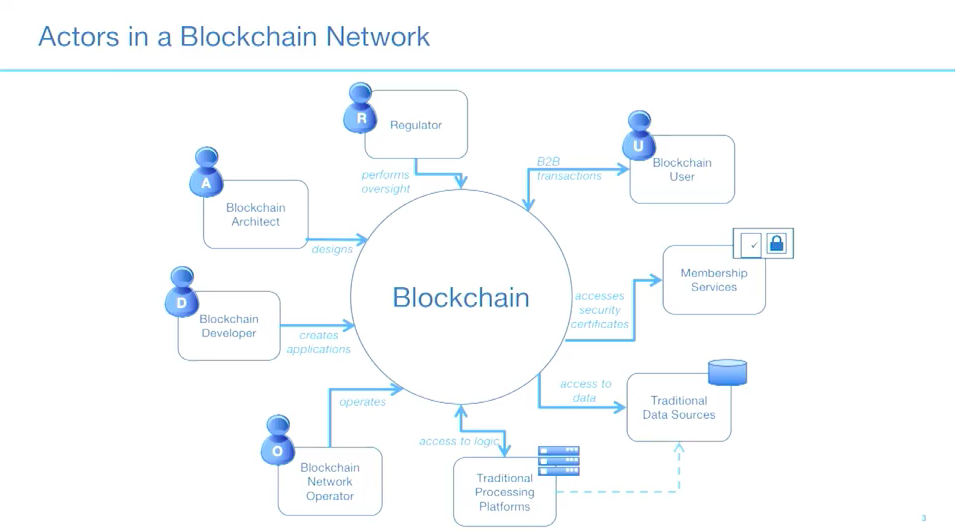 Actors in a Blockchain Network
R
Regulator
performs
oversight
U
B2B
transactions
Blockchain
User
A
Blockchain
Architect
designs
Membership
Services
accesses
security
certificates
Blockchain
D
Blockchain
Developer
creates
applications
access to
data
Traditional
Data Sources
operates
O
Blockchain
Network
Operator
access to logic
Traditional
Processing
Platforms
3